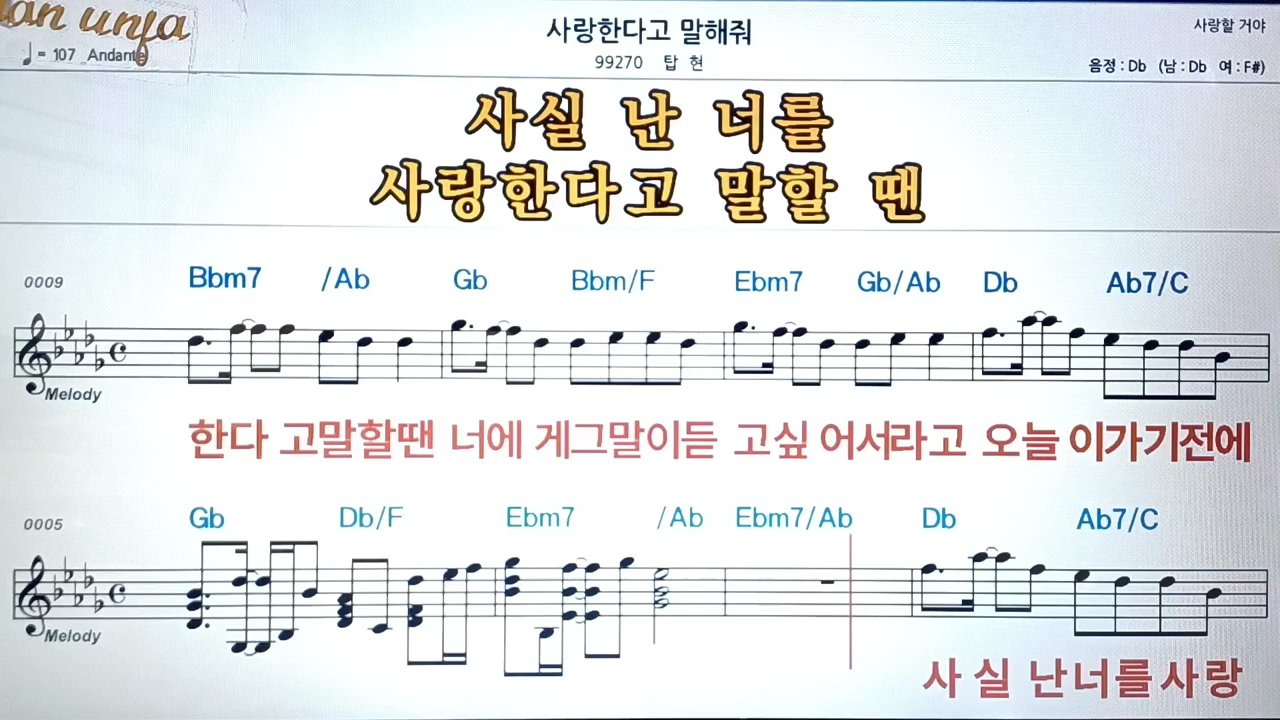 an unja
♩= 107 Andante
사랑한다고 말해줘
99270 탑 현
사랑할 거야
음정 : Db (남 : Db 여 : F#)
사실 난 너를
사랑한다고 말할 땐
0009 Bbm7 /Ab Gb Bbm/F Ebm7 Gb/Ab Db Ab7/C
Melody
한다 고말할땐 너에 게그말이듣 고싶 어서라고 오늘 이가기전에
0005 Gb Db/F Ebm7 /Ab Ebm7/Ab Db Ab7/C
Melody
사 실 난너를사랑